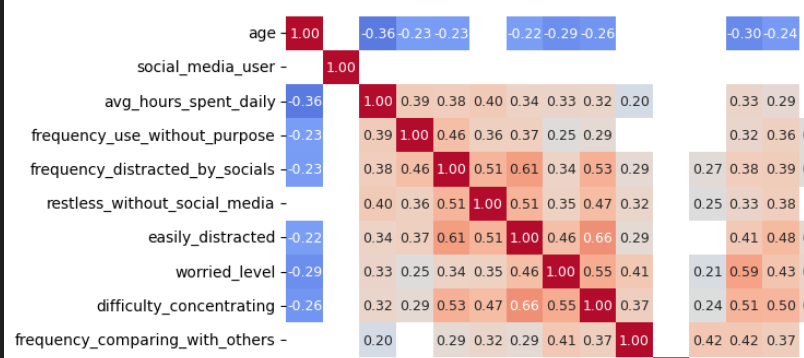 age 1.00 -0.36 -0.23 -0.23 -0.22 -0.29 -0.26 -0.30 -0.24
social_media_user 1.00
avg_hours_spent_daily -0.36 1.00 0.39 0.38 0.40 0.34 0.33 0.32 0.20 0.33 0.29
frequency_use_without_purpose -0.23 0.39 1.00 0.46 0.36 0.37 0.25 0.29 0.32 0.36
frequency_distracted_by_socials -0.23 0.38 0.46 1.00 0.51 0.61 0.34 0.53 0.29 0.27 0.38 0.39
restless_without_social_media 0.40 0.36 0.51 1.00 0.51 0.35 0.47 0.32 0.25 0.33 0.38
easily_distracted -0.22 0.34 0.37 0.61 0.51 1.00 0.46 0.66 0.29 0.41 0.48
worried_level -0.29 0.33 0.25 0.34 0.35 0.46 1.00 0.55 0.41 0.21 0.59 0.43
difficulty_concentrating -0.26 0.32 0.29 0.53 0.47 0.66 0.55 1.00 0.37 0.24 0.51 0.50
frequency_comparing_with_others 0.20 0.29 0.32 0.29 0.41 0.37 1.00 0.42 0.42 0.37